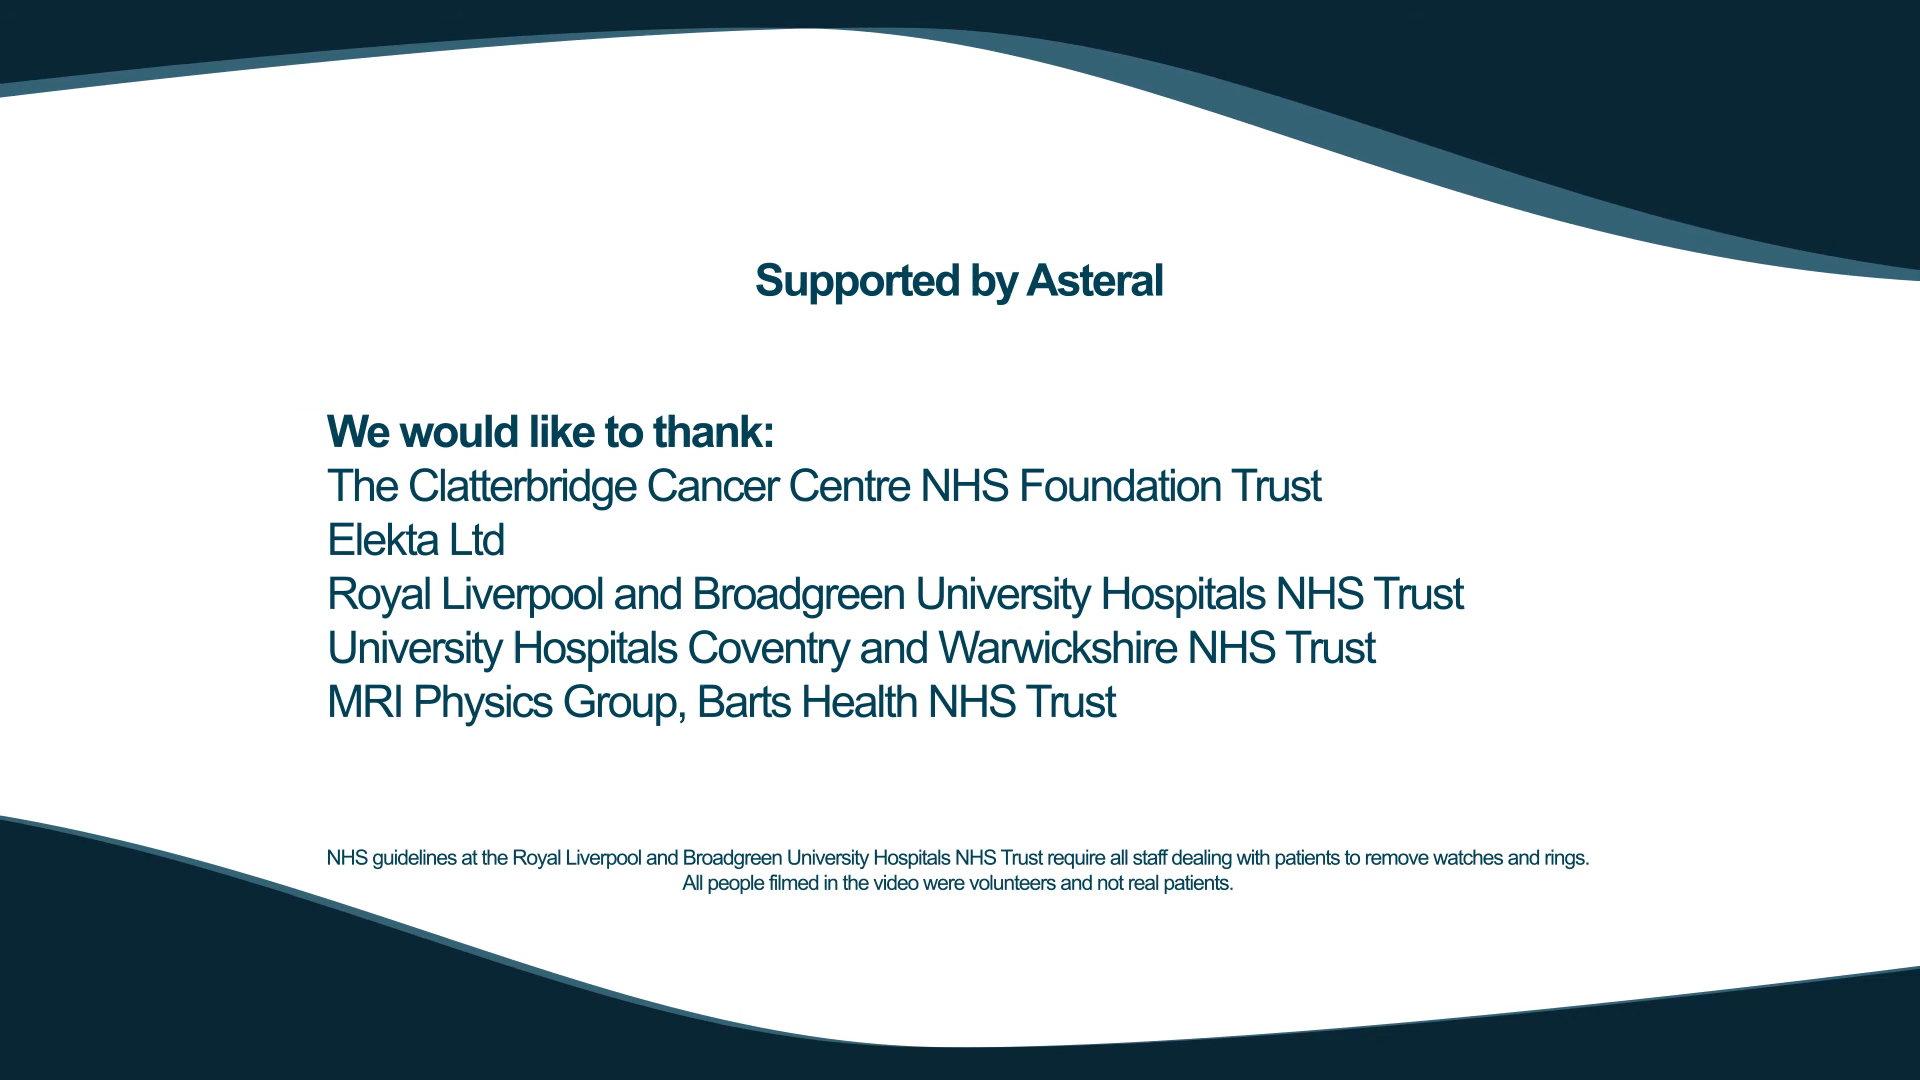 Supported by Asteral
We would like to thank:
The Clatterbridge Cancer Centre NHS Foundation Trust
Elekta Ltd
Royal Liverpool and Broadgreen University Hospitals NHS Trust
University Hospitals Coventry and Warwickshire NHS Trust
MRI Physics Group, Barts Health NHS Trust
NHS guidelines at the Royal Liverpool and Broadgreen University Hospitals NHS Trust require all staff dealing with patients to remove watches and rings.
All people filmed in the video were volunteers and not real patients.